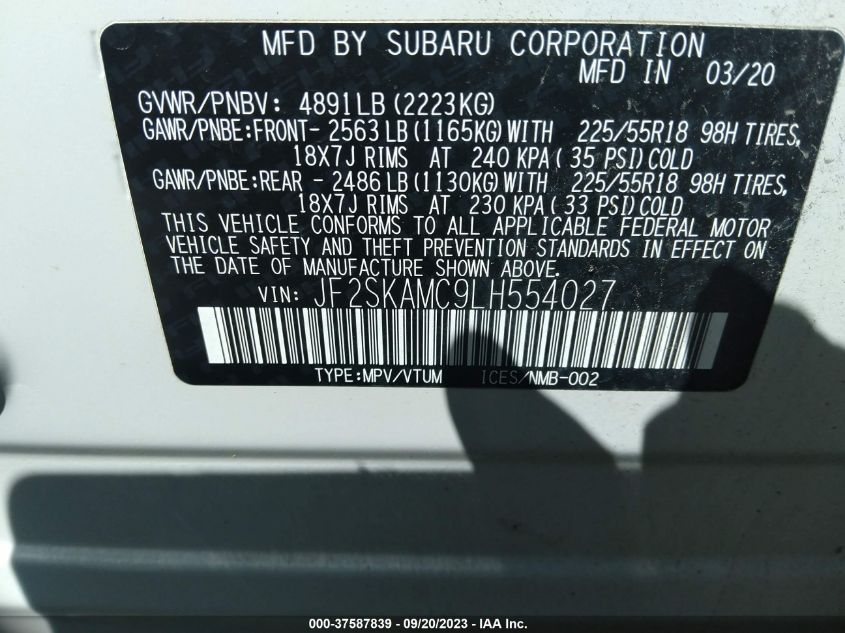 MFD BY SUBARU CORPORATION
MFD IN 03/20
GVWR/PNBV: 4891LB (2223KG)
GAWR/PNBE:FRONT- 2563 LB (1165KG) WITH 225/55R18 98H TIRES,
18X7J RIMS AT 240 KPA ( 35 PSI) COLD
GAWR/PNBE:REAR - 2486 LB (1130KG) WITH 225/55R18 98H TIRES,
18X7J RIMS AT 230 KPA ( 33 PSI) COLD
THIS VEHICLE CONFORMS TO ALL APPLICABLE FEDERAL MOTOR
VEHICLE SAFETY AND THEFT PREVENTION STANDARDS IN EFFECT ON
THE DATE OF MANUFACTURE SHOWN ABOVE.
VIN: JF2SKAMC9LH554027
TYPE:MPV/VTUM ICES/NMB-002
000-37587839 - 09/20/2023 - IAA Inc.